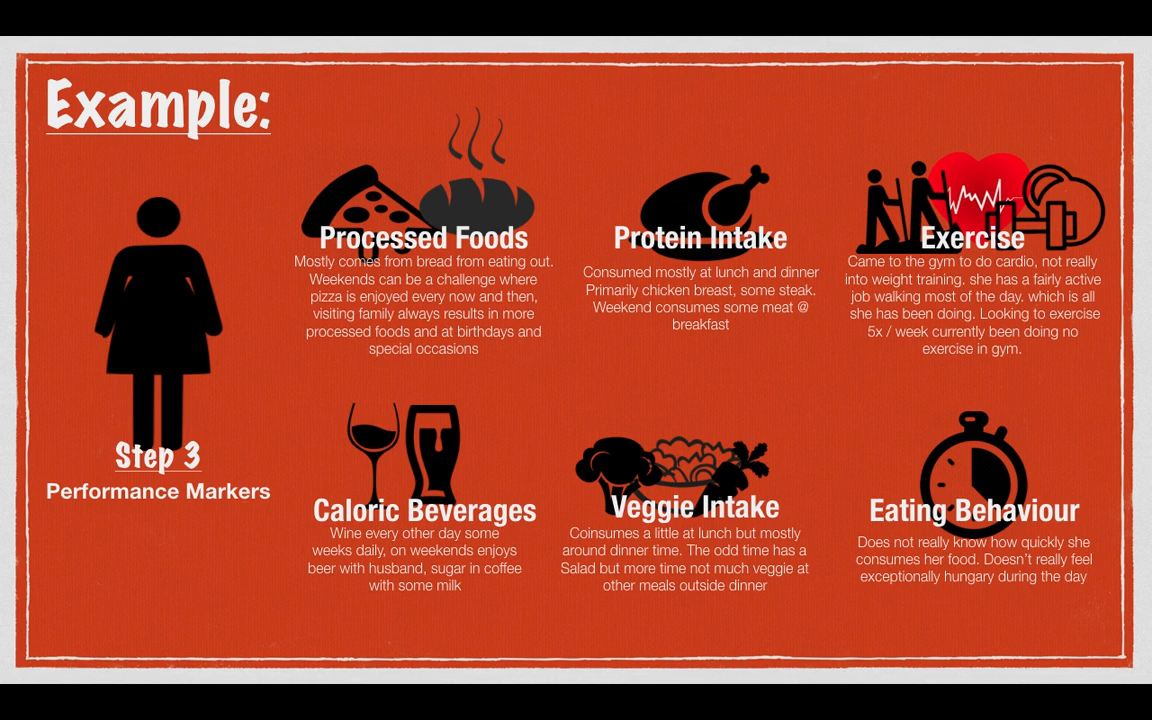 Example:
Processed Foods
Mostly comes from bread from eating out.
Weekends can be a challenge where
pizza is enjoyed every now and then,
visiting family always results in more
processed foods and at birthdays and
special occasions
Protein Intake
Consumed mostly at lunch and dinner
Primarily chicken breast, some steak.
Weekend consumes some meat @
breakfast
Exercise
Came to the gym to do cardio, not really
into weight training. she has a fairly active
job walking most of the day. which is all
she has been doing. Looking to exercise
5x / week currently been doing no
exercise in gym.
Step 3
Performance Markers
Caloric Beverages
Wine every other day some
weeks daily, on weekends enjoys
beer with husband, sugar in coffee
with some milk
Veggie Intake
Coinsumes a little at lunch but mostly
around dinner time. The odd time has a
Salad but more time not much veggie at
other meals outside dinner
Eating Behaviour
Does not really know how quickly she
consumes her food. Doesn't really feel
exceptionally hungary during the day